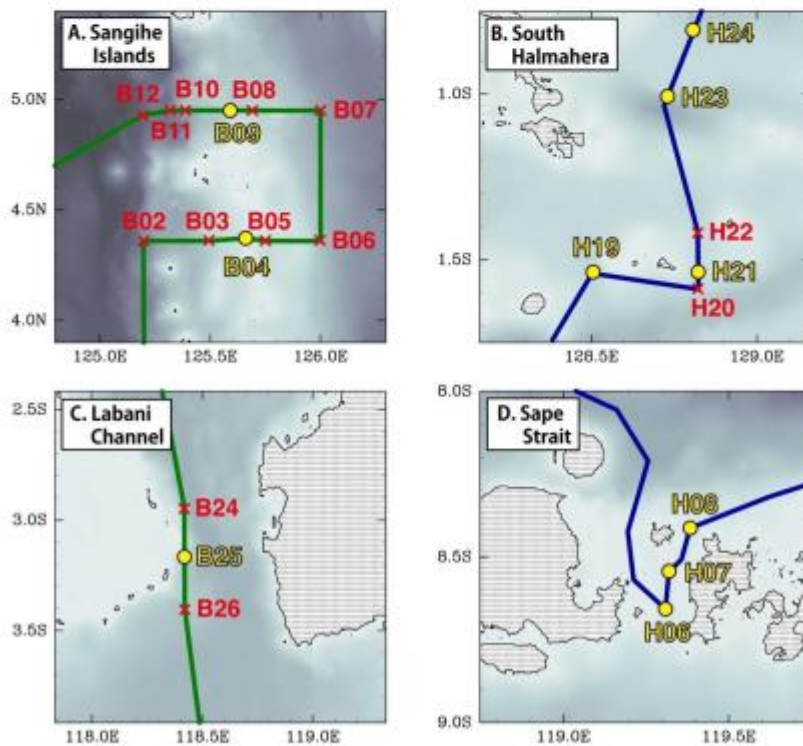 A. Sangihe
Islands
5.0N
4.5N
4.0N
B12
B10
B08
B07
B11
B09
B02
B03
B05
B06
B04
125.0E
125.5E
126.0E
B. South
Halmahera
1.0S
1.5S
H24
H23
H22
H19
H21
H20
128.5E
129.0E
C. Labani
Channel
2.5S
3.0S
3.5S
B24
B25
B26
118.0E
118.5E
119.0E
D. Sape
Strait
8.0S
8.5S
9.0S
H08
H07
H06
119.0E
119.5E